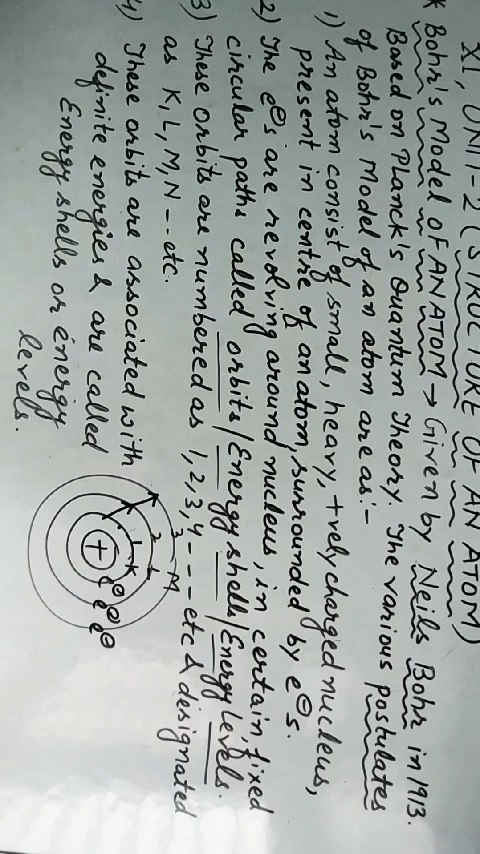 XI, UNIT-2 (STRUCTURE OF AN ATOM)
* Bohr's Model OF AN ATOM → Given by Neils Bohr in 1913.
Based on Planck's Quantum Theory. The various postulates
of Bohr's Model of an atom are as:-
1) An atom consist of small, heavy, +vely charged nucleus,
present in centre of an atom, surrounded by e⊖s.
2) The e⊖s are revolving around nucleus, in certain, fixed
circular paths called orbits/Energy shells/Energy levels.
3) These orbits are numbered as 1,2,3,4---etc & designated
as K,L,M,N--etc.
4) These orbits are associated with
definite energies & are called
Energy shells or energy
levels.
1 2 3
K L M
+
e⊖ e⊖ e⊖